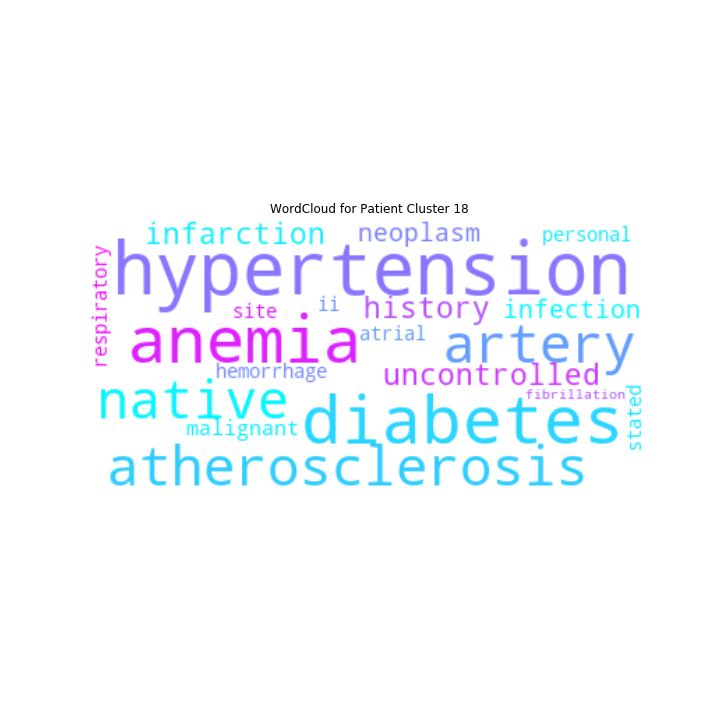 WordCloud for Patient Cluster 18
infarction
neoplasm
personal
respiratory
hypertension
site
ii
history
infection
anemia
atrial
artery
hemorrhage
uncontrolled
native
fibrillation
stated
malignant
diabetes
atherosclerosis